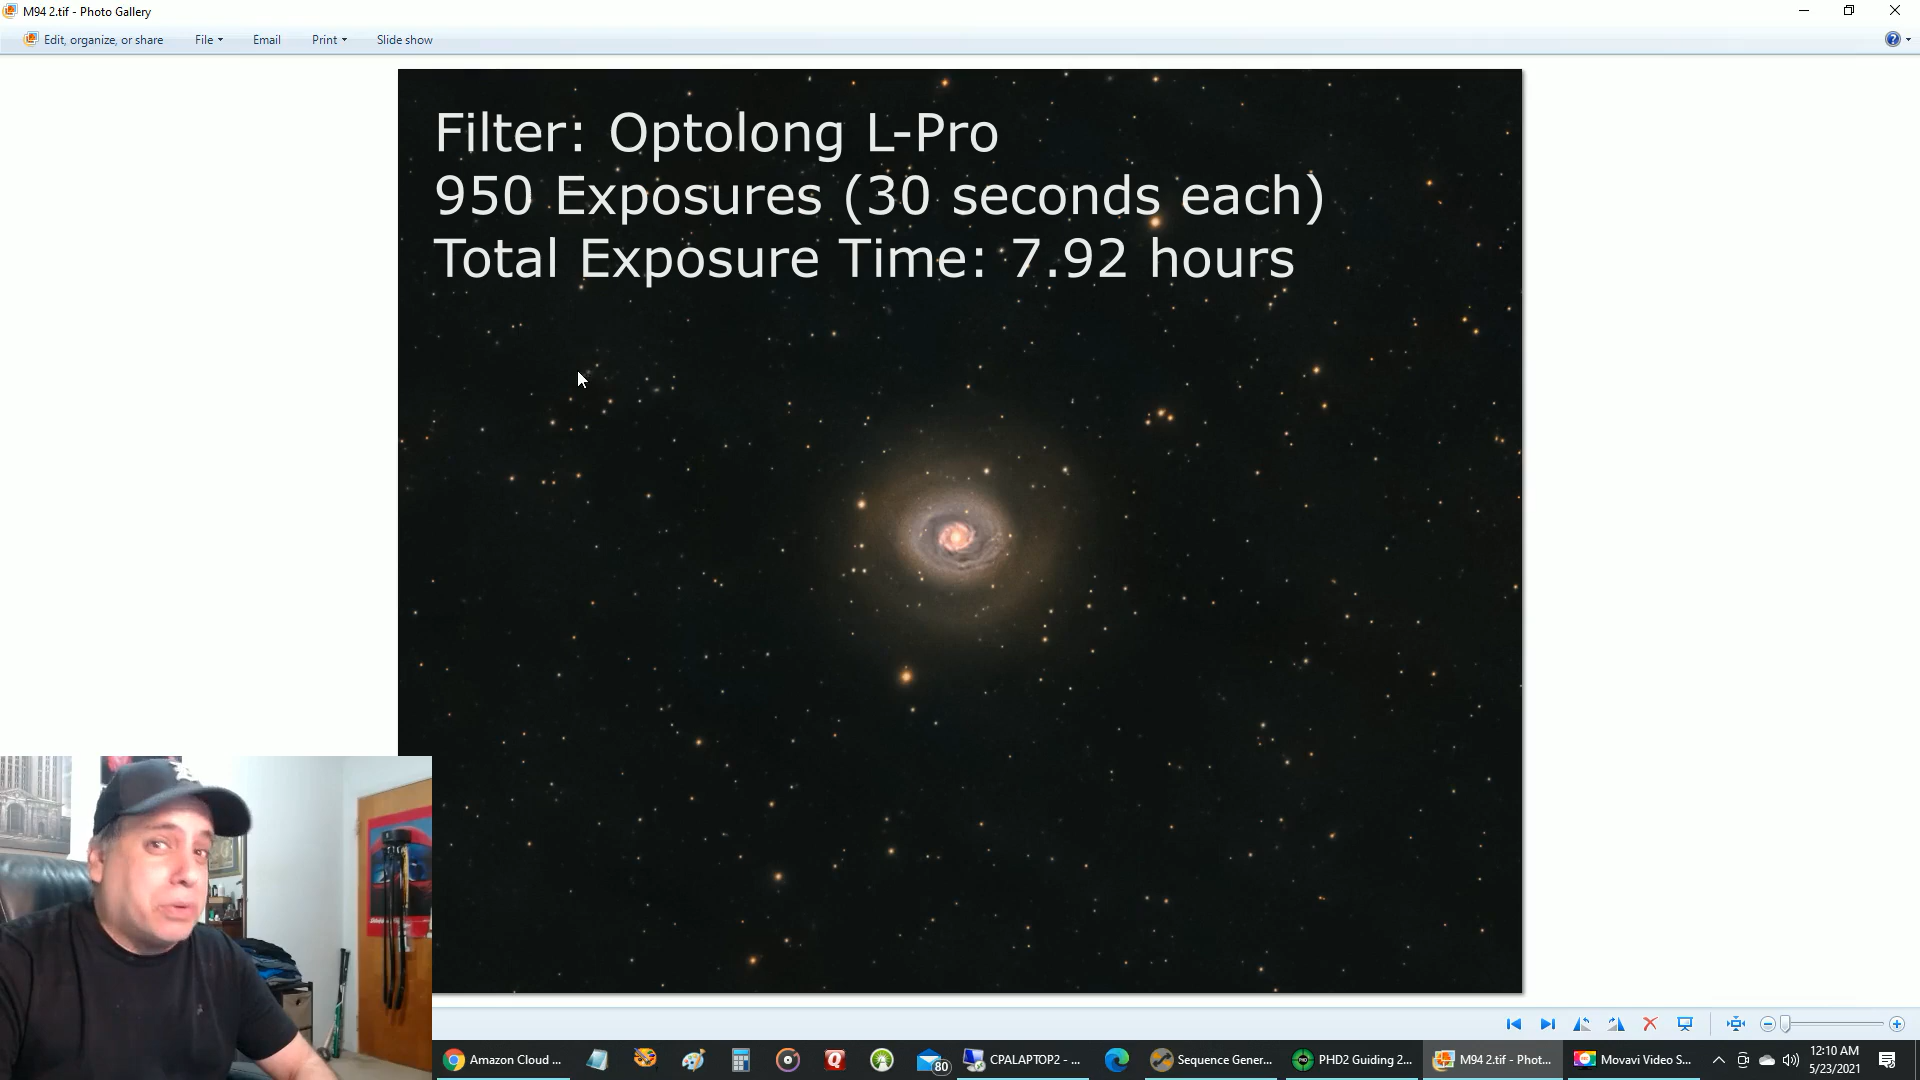 M94 2.tif - Photo Gallery
Edit, organize, or share
File
Email
Print
Slide show
Filter: Optolong L-Pro
950 Exposures (30 seconds each)
Total Exposure Time: 7.92 hours
Amazon Cloud ...
80
CPALAPTOP2 - ...
Sequence Gener...
PHD2 Guiding 2...
M94 2.tif - Phot...
Movavi Video S...
12:10 AM
5/23/2021